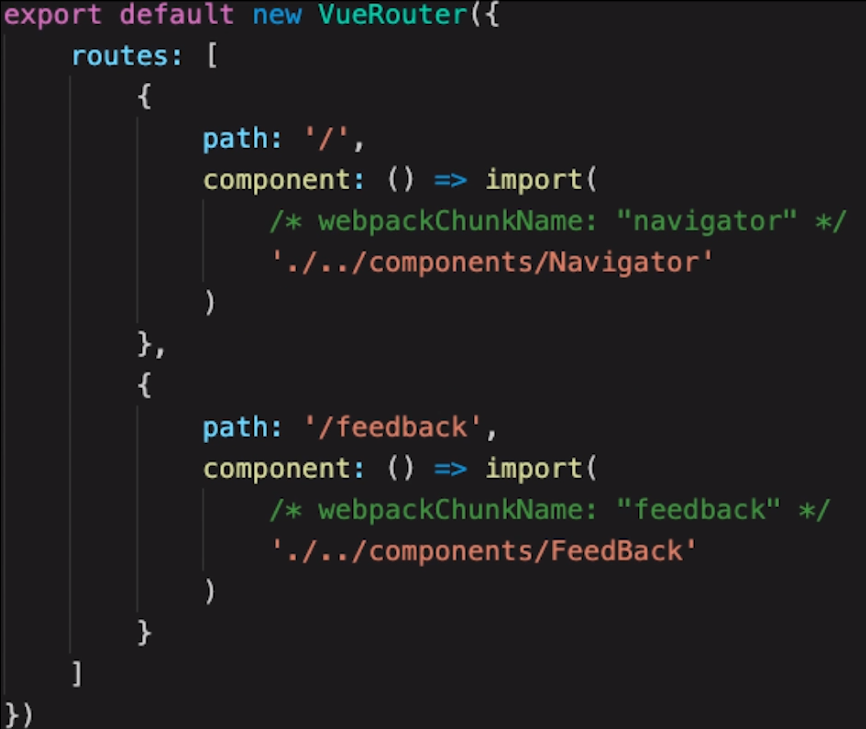 export default new VueRouter({
    routes: [
        {
            path: '/',
            component: () => import(
                /* webpackChunkName: "navigator" */
                './../components/Navigator'
            )
        },
        {
            path: '/feedback',
            component: () => import(
                /* webpackChunkName: "feedback" */
                './../components/FeedBack'
            )
        }
    ]
})